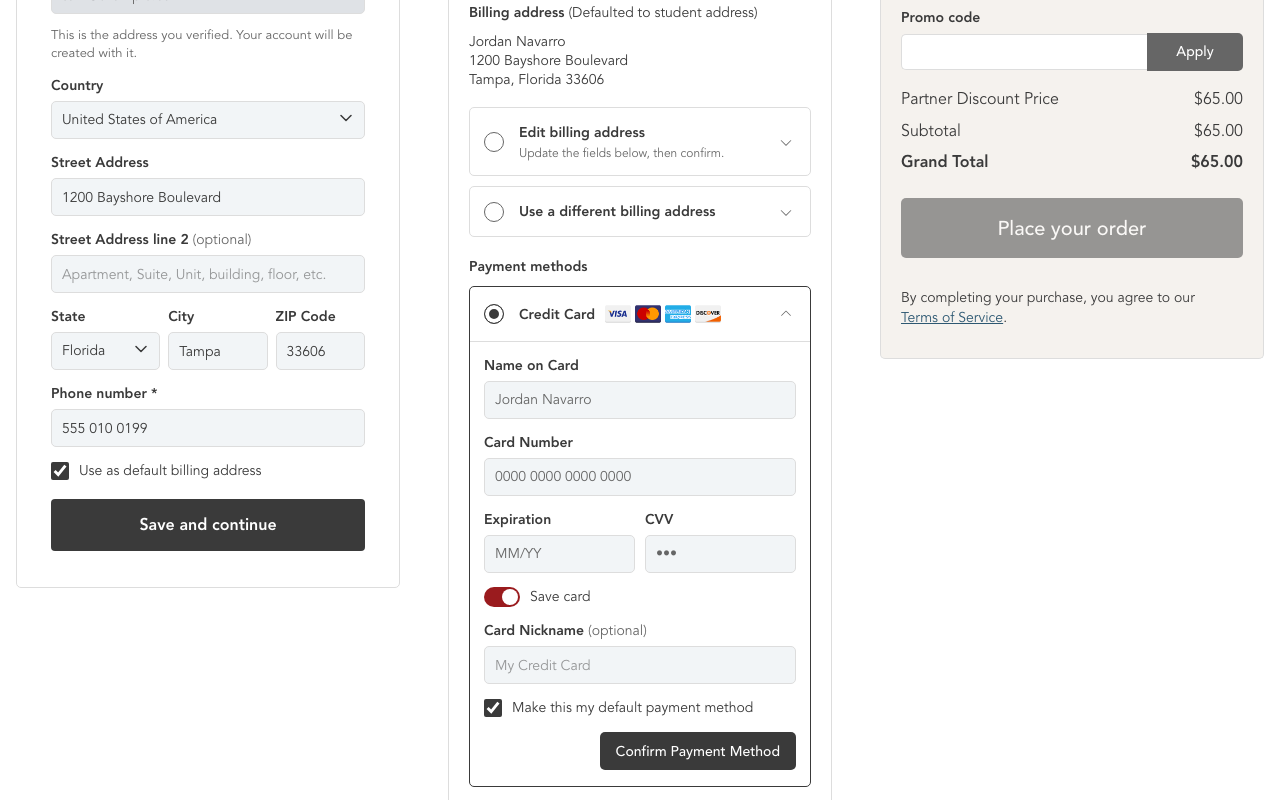 This is the address you verified. Your account will be
created with it.
Country
United States of America
Street Address
1200 Bayshore Boulevard
Street Address line 2 (optional)
Apartment, Suite, Unit, building, floor, etc.
State City ZIP Code
Florida Tampa 33606
Phone number *
555 010 0199
Use as default billing address
Save and continue
Billing address (Defaulted to student address)
Jordan Navarro
1200 Bayshore Boulevard
Tampa, Florida 33606
Edit billing address
Update the fields below, then confirm.
Use a different billing address
Payment methods
Credit Card VISA DISCOVER
Name on Card
Jordan Navarro
Card Number
0000 0000 0000 0000
Expiration CVV
MM/YY •••
Save card
Card Nickname (optional)
My Credit Card
Make this my default payment method
Confirm Payment Method
Promo code
Apply
Partner Discount Price $65.00
Subtotal $65.00
Grand Total $65.00
Place your order
By completing your purchase, you agree to our
Terms of Service.